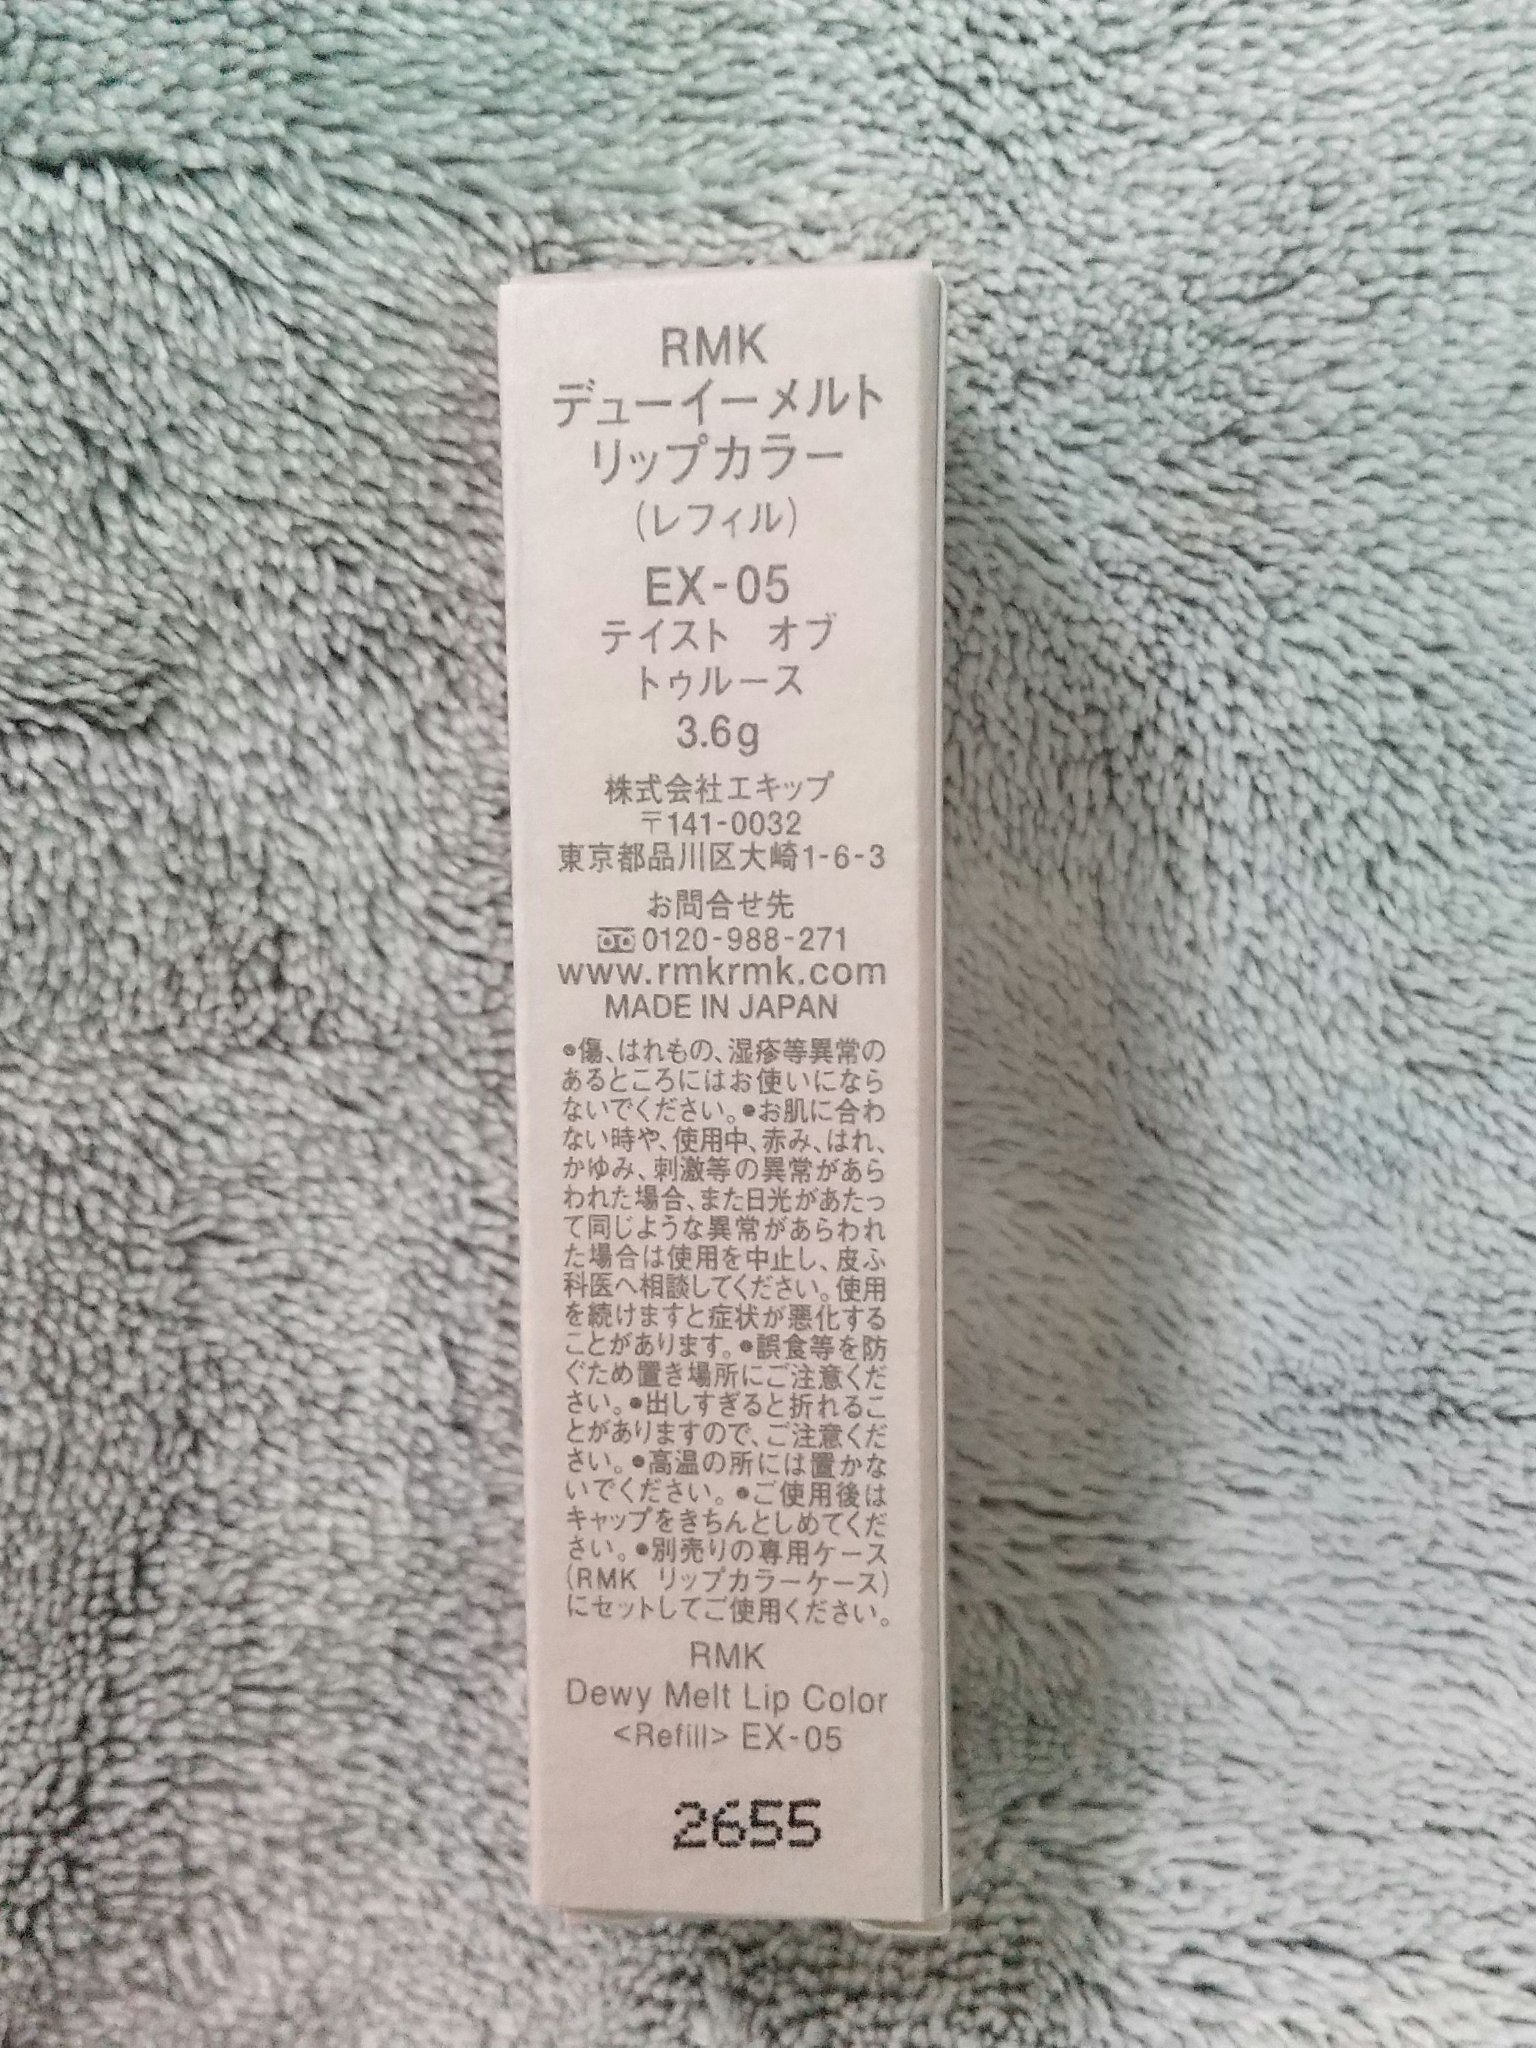 RMK
デューイーメルト
リップカラー
(レフィル)
EX-05
テイスト オブ
トゥルース
3.6g
株式会社エキップ
〒141-0032
東京都品川区大崎1-6-3
お問合せ先
0120-988-271
www.rmkrmk.com
MADE IN JAPAN
●傷、はれもの、湿疹等異常の
あるところにはお使いになら
ないでください。●お肌に合わ
ない時や、使用中、赤み、はれ、
かゆみ、刺激等の異常があら
われた場合、また日光があたっ
て同じような異常があらわれ
た場合は使用を中止し、皮ふ
科医へ相談してください。使用
を続けますと症状が悪化する
ことがあります。●誤食等を防
ぐため置き場所にご注意くだ
さい。●出しすぎると折れるこ
とがありますので、ご注意くだ
さい。●高温の所には置かな
いでください。●ご使用後は
キャップをきちんとしめてくだ
さい。●別売りの専用ケース
(RMK リップカラーケース)
にセットしてご使用ください。
RMK
Dewy Melt Lip Color
<Refill> EX-05
2655